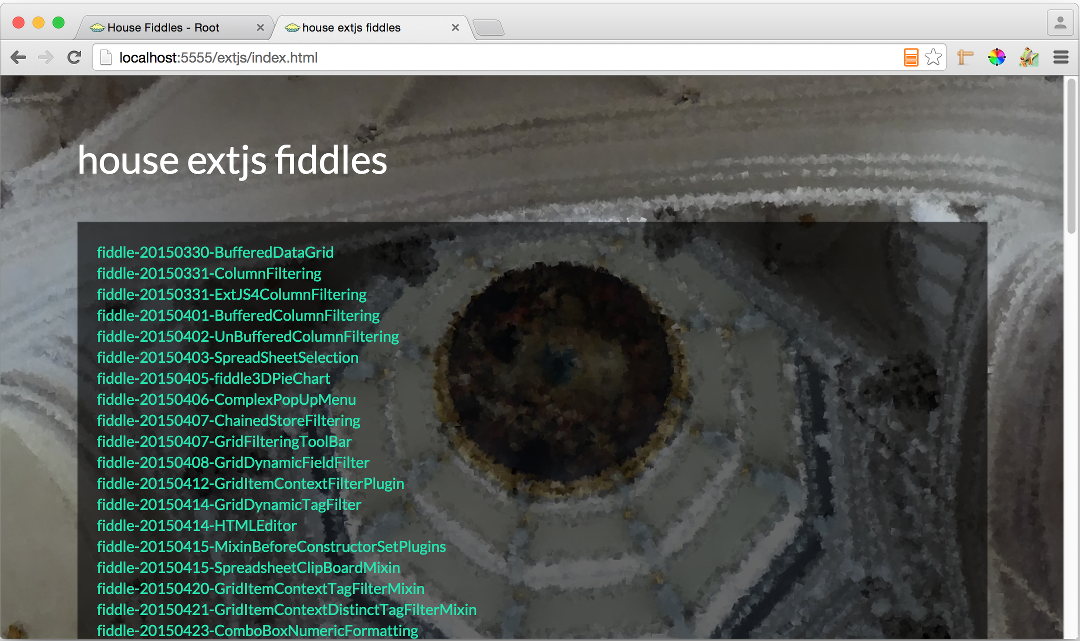 House Fiddles - Root
house extjs fiddles
localhost:5555/extjs/index.html
house extjs fiddles
fiddle-20150330-BufferedDataGrid
fiddle-20150331-ColumnFiltering
fiddle-20150331-ExtJS4ColumnFiltering
fiddle-20150401-BufferedColumnFiltering
fiddle-20150402-UnBufferedColumnFiltering
fiddle-20150403-SpreadSheetSelection
fiddle-20150405-fiddle3DPieChart
fiddle-20150406-ComplexPopUpMenu
fiddle-20150407-ChainedStoreFiltering
fiddle-20150407-GridFilteringToolBar
fiddle-20150408-GridDynamicFieldFilter
fiddle-20150412-GridItemContextFilterPlugin
fiddle-20150414-GridDynamicTagFilter
fiddle-20150414-HTMLEditor
fiddle-20150415-MixinBeforeConstructorSetPlugins
fiddle-20150415-SpreadsheetClipBoardMixin
fiddle-20150420-GridItemContextTagFilterMixin
fiddle-20150421-GridItemContextDistinctTagFilterMixin
fiddle-20150423-ComboBoxNumericFormatting